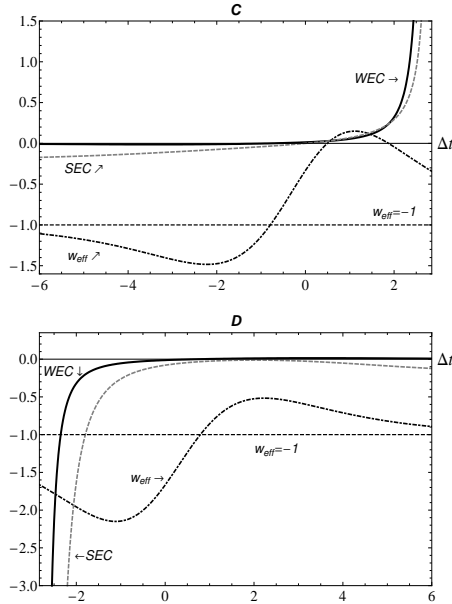 C
1.5
1.0
0.5
0.0
−0.5
−1.0
−1.5
WEC →
Δt
SEC ↗
w_eff=−1
w_eff ↗
−6 −4 −2 0 2
D
0.0
−0.5
−1.0
−1.5
−2.0
−2.5
−3.0
WEC ↓
Δt
w_eff=−1
w_eff →
←SEC
−2 0 2 4 6